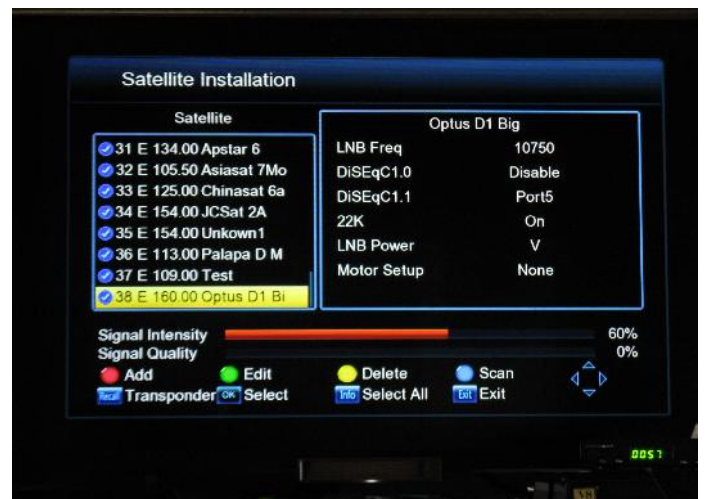 Satellite Installation
Satellite
31 E 134.00 Apstar 6
32 E 105.50 Asiasat 7Mo
33 E 125.00 Chinasat 6a
34 E 154.00 JCSat 2A
35 E 154.00 Unkown1
36 E 113.00 Palapa D M
37 E 109.00 Test
38 E 160.00 Optus D1 Bi
Optus D1 Big
LNB Freq 10750
DiSEqC1.0 Disable
DiSEqC1.1 Port5
22K On
LNB Power V
Motor Setup None
Signal Intensity 60%
Signal Quality 0%
Add Edit Delete Scan
Recall Transponder OK Select Info Select All Exit Exit
0057